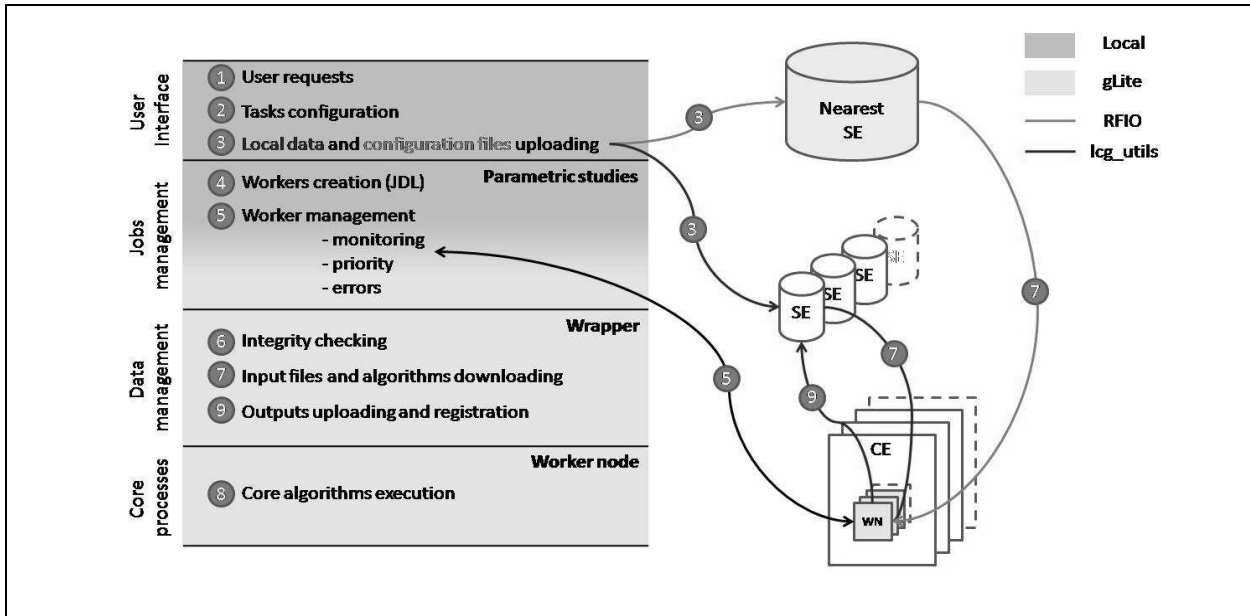 User
Interface
1 User requests
2 Tasks configuration
3 Local data and configuration files uploading
Jobs
management
Parametric studies
4 Workers creation (JDL)
5 Worker management
- monitoring
- priority
- errors
Data
management
Wrapper
6 Integrity checking
7 Input files and algorithms downloading
9 Outputs uploading and registration
Core
processes
Worker node
8 Core algorithms execution
3
Nearest
SE
3
SE
SE
SE
SE
7
7
5
9
CE
WN
Local
gLite
RFIO
lcg_utils